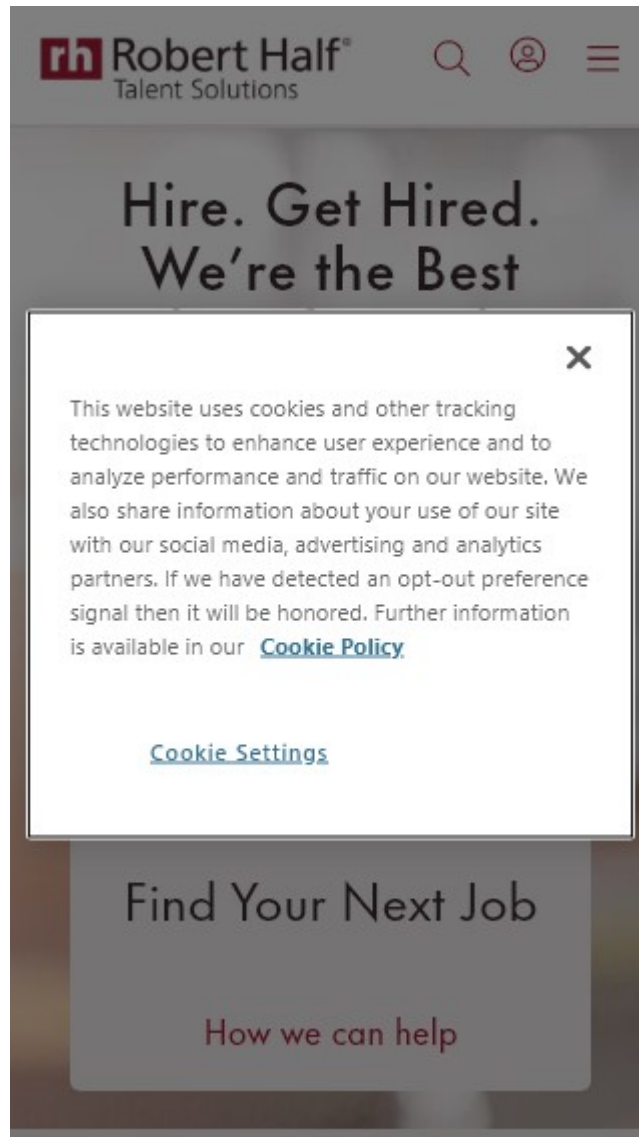 rh Robert Half®
Talent Solutions
Hire. Get Hired.
We're the Best
This website uses cookies and other tracking
technologies to enhance user experience and to
analyze performance and traffic on our website. We
also share information about your use of our site
with our social media, advertising and analytics
partners. If we have detected an opt-out preference
signal then it will be honored. Further information
is available in our Cookie Policy
Cookie Settings
Find Your Next Job
How we can help